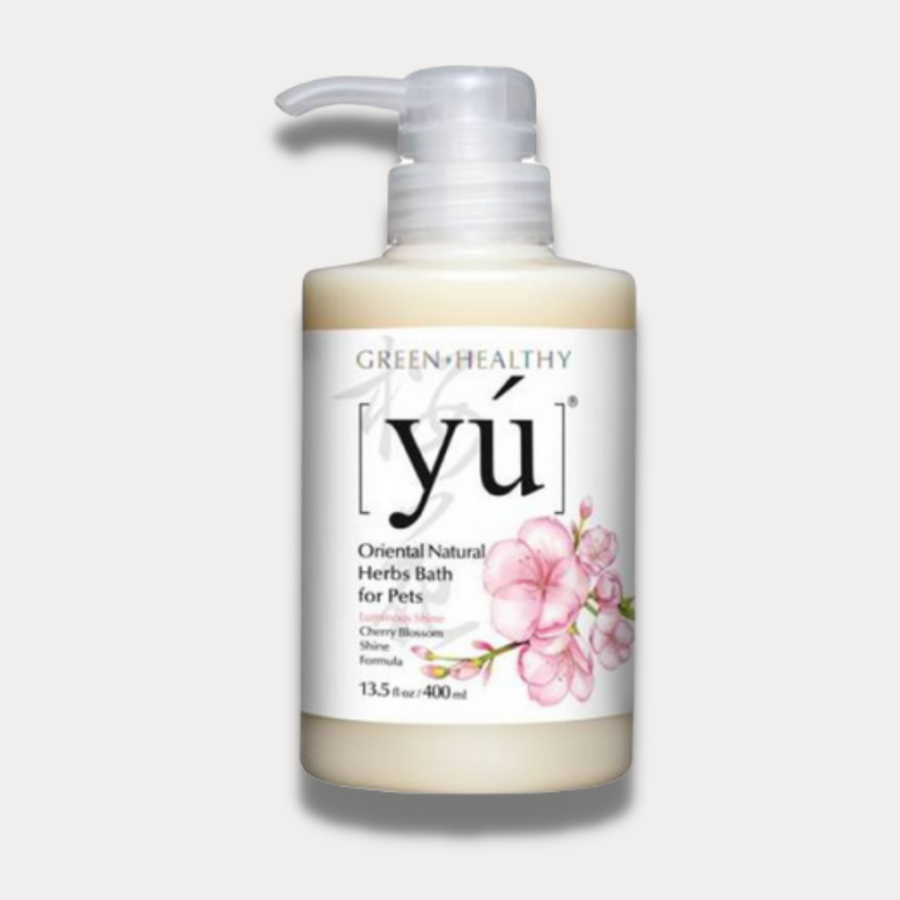 GREEN+HEALTHY
[yú]®
Oriental Natural
Herbs Bath
for Pets
Luminous Shine
Cherry Blossom
Shine
Formula
13.5 fl oz / 400 ml